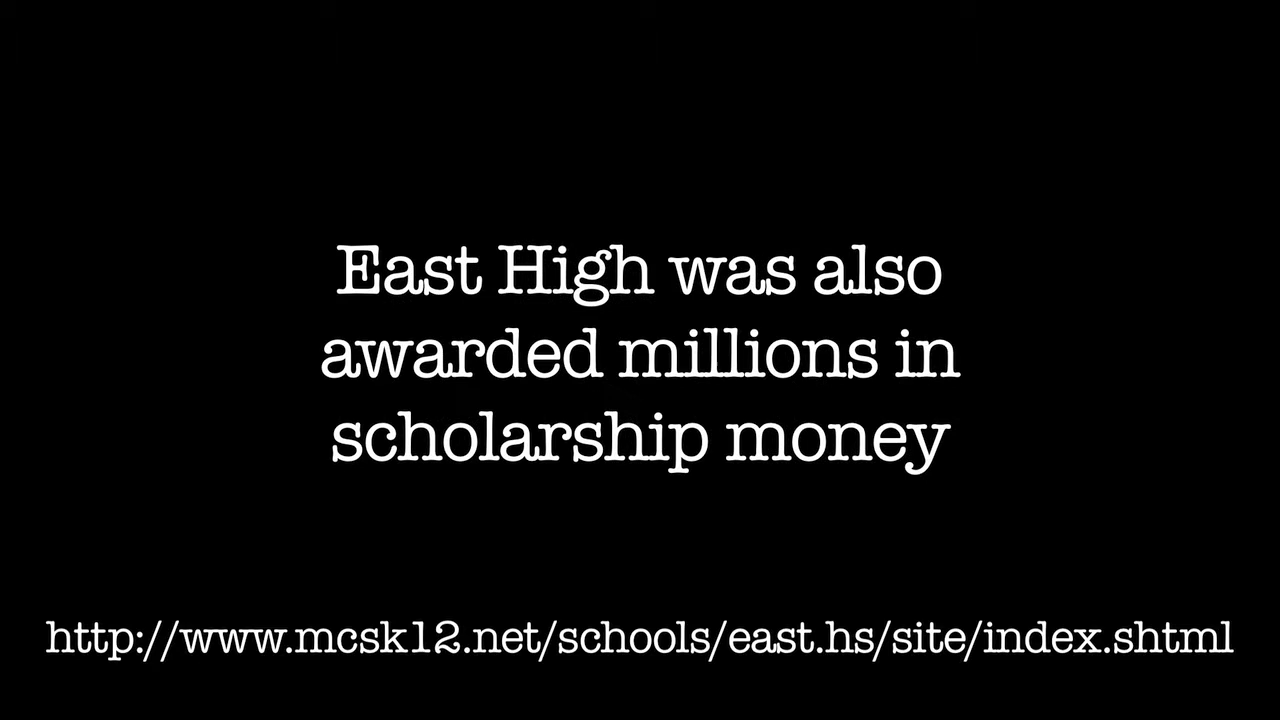 East High was also
awarded millions in
scholarship money
http://www.mcsk12.net/schools/east.hs/site/index.shtml